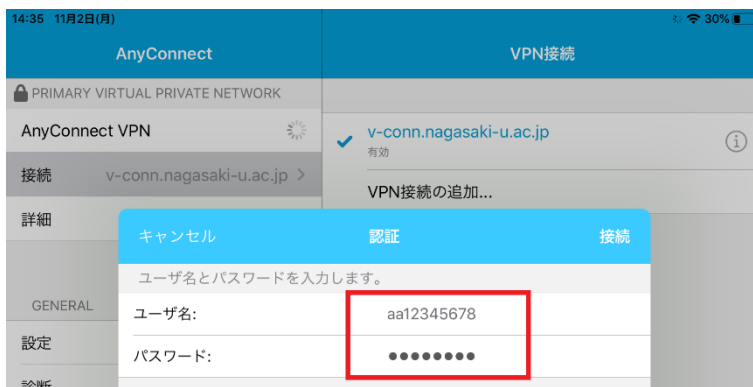 14:35 11月2日(月)
30%
AnyConnect
VPN接続
PRIMARY VIRTUAL PRIVATE NETWORK
AnyConnect VPN
v-conn.nagasaki-u.ac.jp
有効
接続 v-conn.nagasaki-u.ac.jp
VPN接続の追加...
詳細
キャンセル 認証 接続
ユーザ名とパスワードを入力します。
GENERAL
ユーザ名: aa12345678
設定
パスワード: ●●●●●●●●
診断